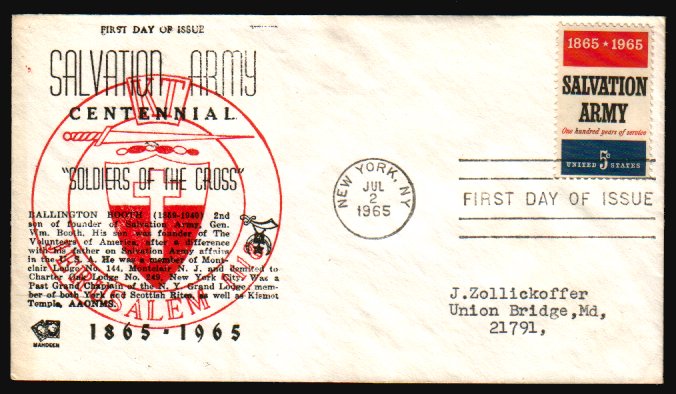 FIRST DAY OF ISSUE
SALVATION ARMY
CENTENNIAL
"SOLDIERS OF THE CROSS"
BALLINGTON BOOTH (1859-1940) 2nd
son of founder of Salvation Army, Gen.
Wm. Booth. His son was founder of The
Volunteers of America, after a difference
with his father on Salvation Army affairs
in the U. S. A. He was a member of Mont-
clair Lodge No. 144, Montclair N. J. and demited to
Charter Oak Lodge No. 249, New York City. Was a
Past Grand Chaplain of the N. Y. Grand Lodge, mem-
ber of both York and Scottish Rites, as well as Kismet
Temple, AAONMS.
JERUSALEM
1865-1965
MARDEEN
NEW YORK, NY
JUL
2
1965
1865 ★ 1965
SALVATION
ARMY
One hundred years of service
UNITED 5c STATES
FIRST DAY OF ISSUE
J.Zollickoffer
Union Bridge,Md,
21791,